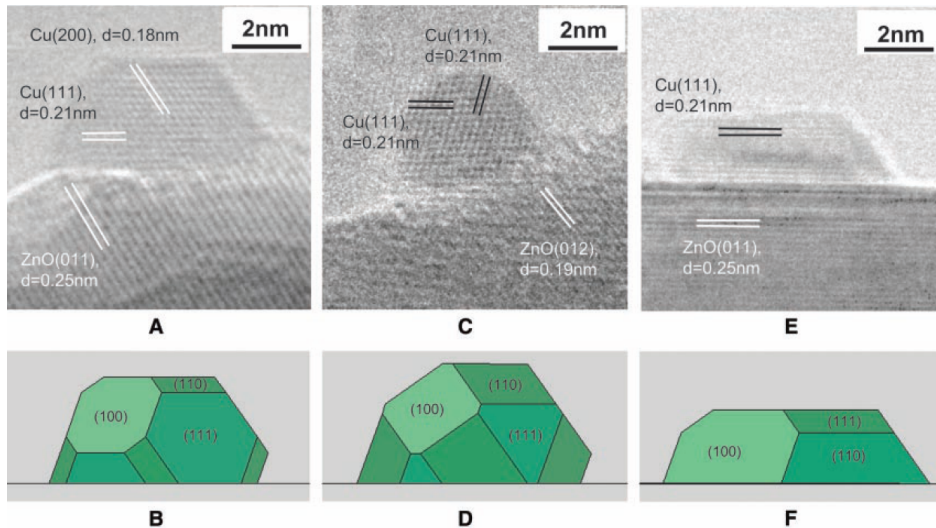 Cu(200), d=0.18nm
2nm
Cu(111),
d=0.21nm
ZnO(011),
d=0.25nm
A
Cu(111),
d=0.21nm
2nm
Cu(111),
d=0.21nm
ZnO(012),
d=0.19nm
C
2nm
Cu(111),
d=0.21nm
ZnO(011),
d=0.25nm
E
(100)
(110)
(111)
B
(100)
(110)
(111)
D
(100)
(111)
(110)
F